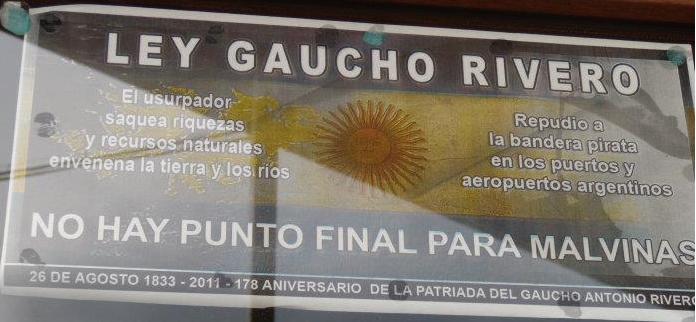 LEY GAUCHO RIVERO
El usurpador
saquea riquezas
y recursos naturales
envenena la tierra y los ríos
Repudio a
la bandera pirata
en los puertos y
aeropuertos argentinos
NO HAY PUNTO FINAL PARA MALVINAS
26 DE AGOSTO 1833 - 2011 - 178 ANIVERSARIO DE LA PATRIADA DEL GAUCHO ANTONIO RIVERO